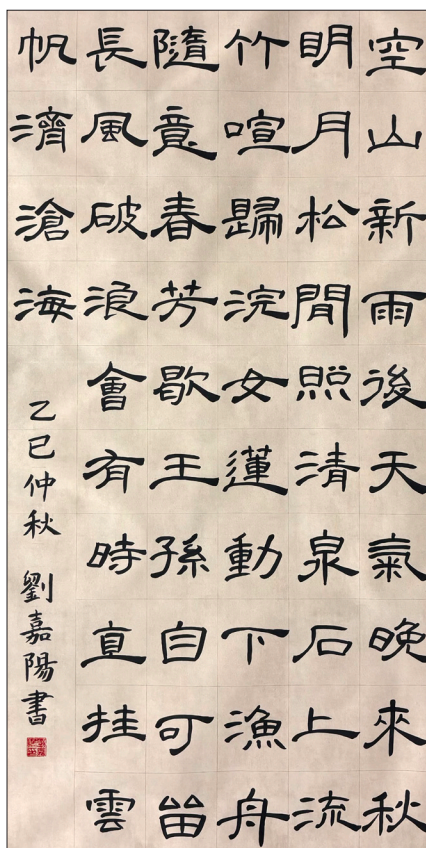 空山新雨後天氣晚來秋
明月松閒照清泉石上流
竹喧歸浣女蓮動下漁舟
隨意春芳歇王孫自可畱
長風破浪會有時直挂雲
帆濟滄海
乙巳仲秋 劉嘉陽書